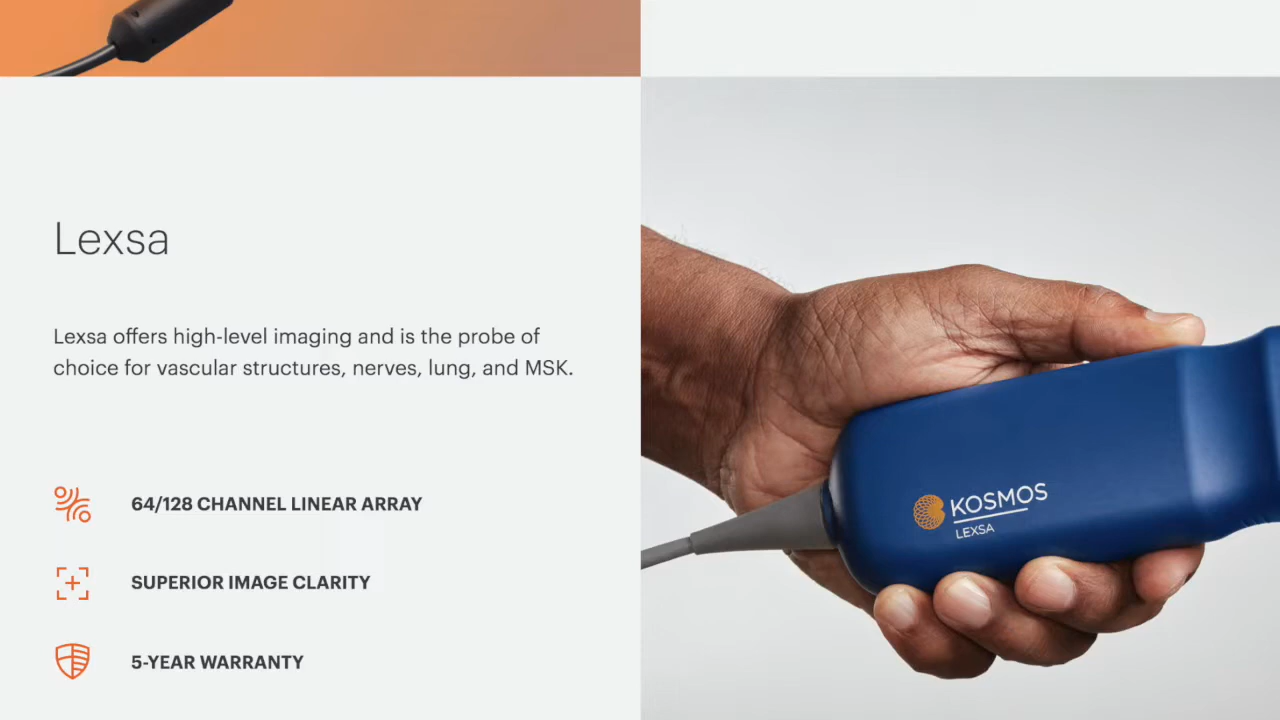 Lexsa
Lexsa offers high-level imaging and is the probe of
choice for vascular structures, nerves, lung, and MSK.
64/128 CHANNEL LINEAR ARRAY
SUPERIOR IMAGE CLARITY
5-YEAR WARRANTY
KOSMOS
LEXSA